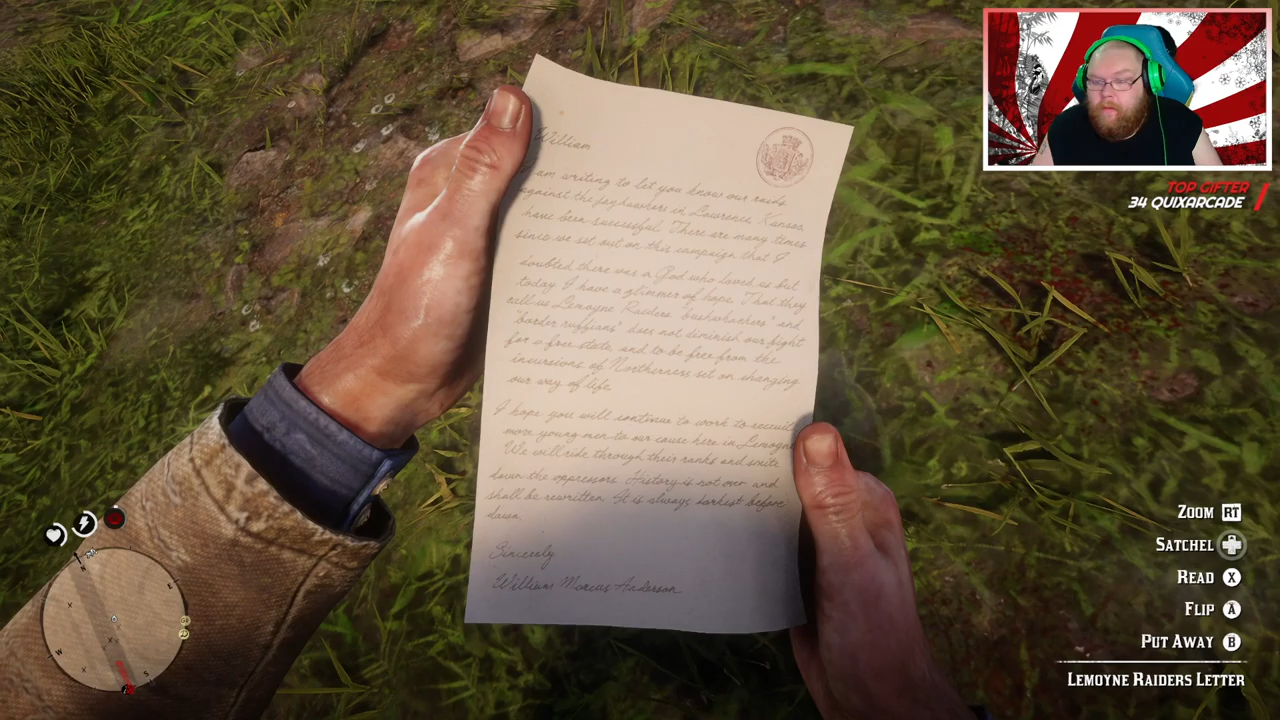 William
I am writing to let you know our raids
against the jayhawkers in Lawrence, Kansas,
have been successful. There are many times
since we set out on this campaign that I
doubted there was a God who loved us but
today I have a glimmer of hope. That they
call us Lemoyne Raiders "bushwhackers" and
"border ruffians" does not diminish our fight
for a free state and to be free from the
incursions of Northerners set on changing
our way of life.
I hope you will continue to work to recruit
more young men to our cause here in Lemoyne
We will ride through their ranks and smite
down the oppressors. History is not over and
shall be rewritten. It is always darkest before
dawn.
Sincerely
William Marcus Anderson
TOP GIFTER
34 QUIXARCADE
ZOOM RT
SATCHEL
READ X
FLIP A
PUT AWAY B
LEMOYNE RAIDERS LETTER
W
S